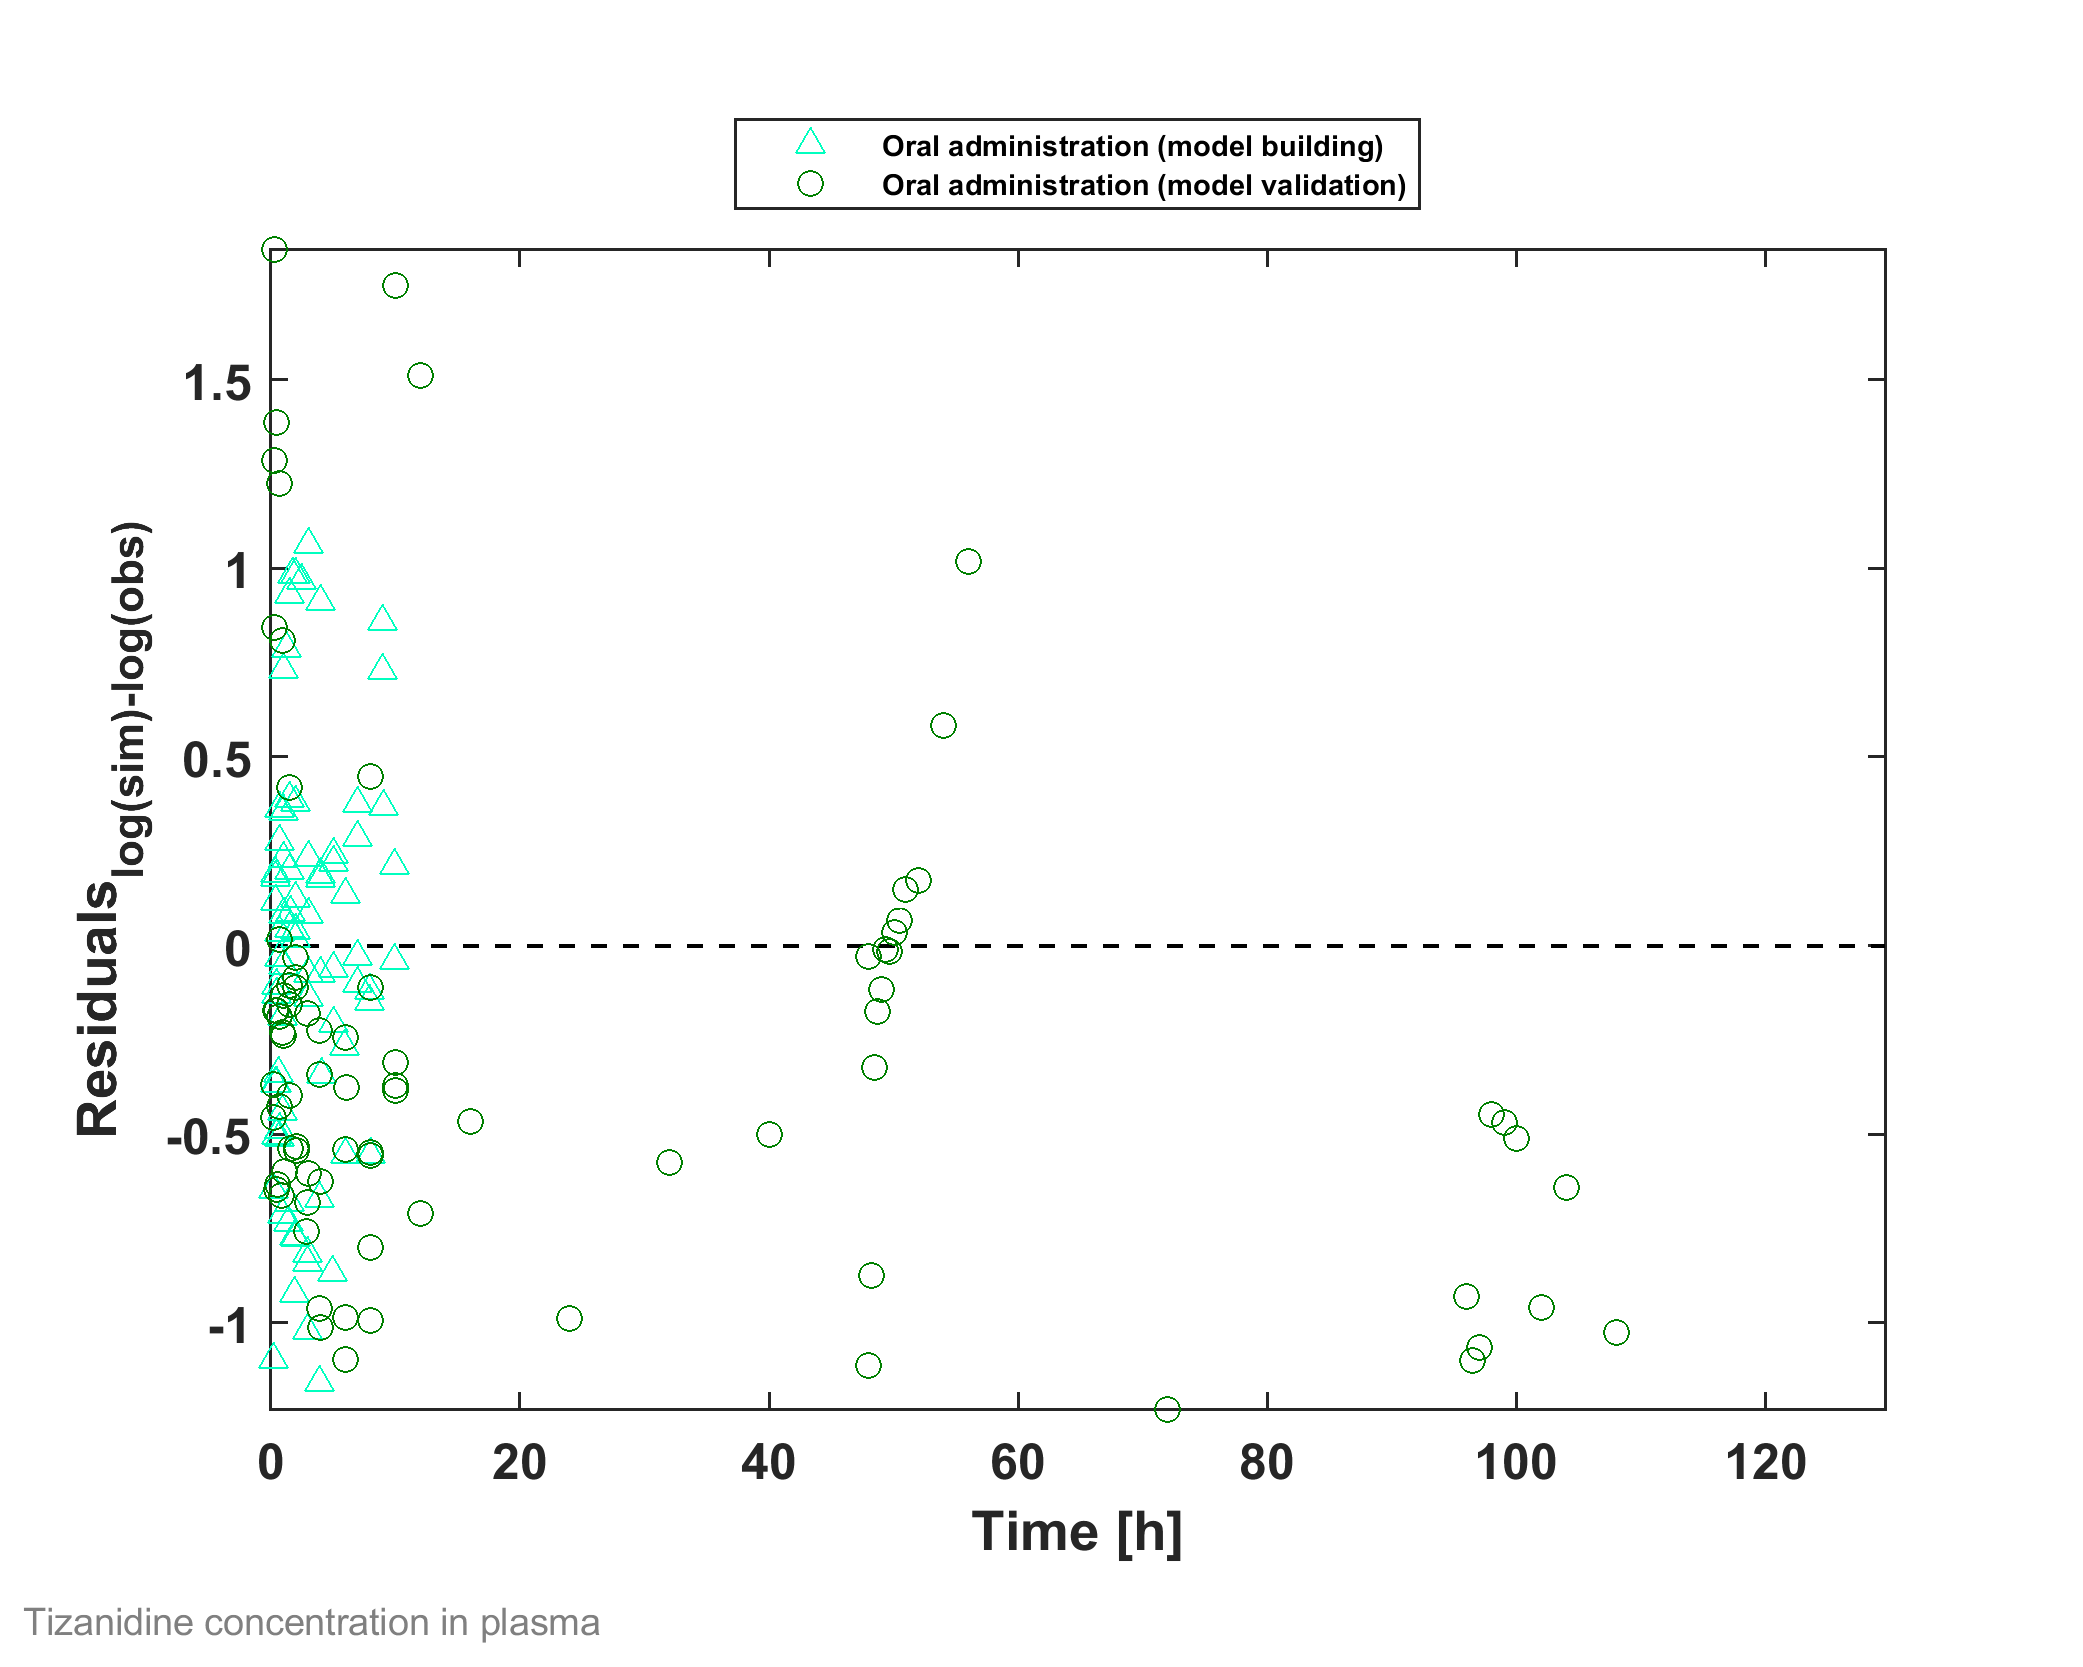 Oral administration (model building)
Oral administration (model validation)
Residuals log(sim)-log(obs)
1.5
1
0.5
0
-0.5
-1
0 20 40 60 80 100 120
Time [h]
Tizanidine concentration in plasma